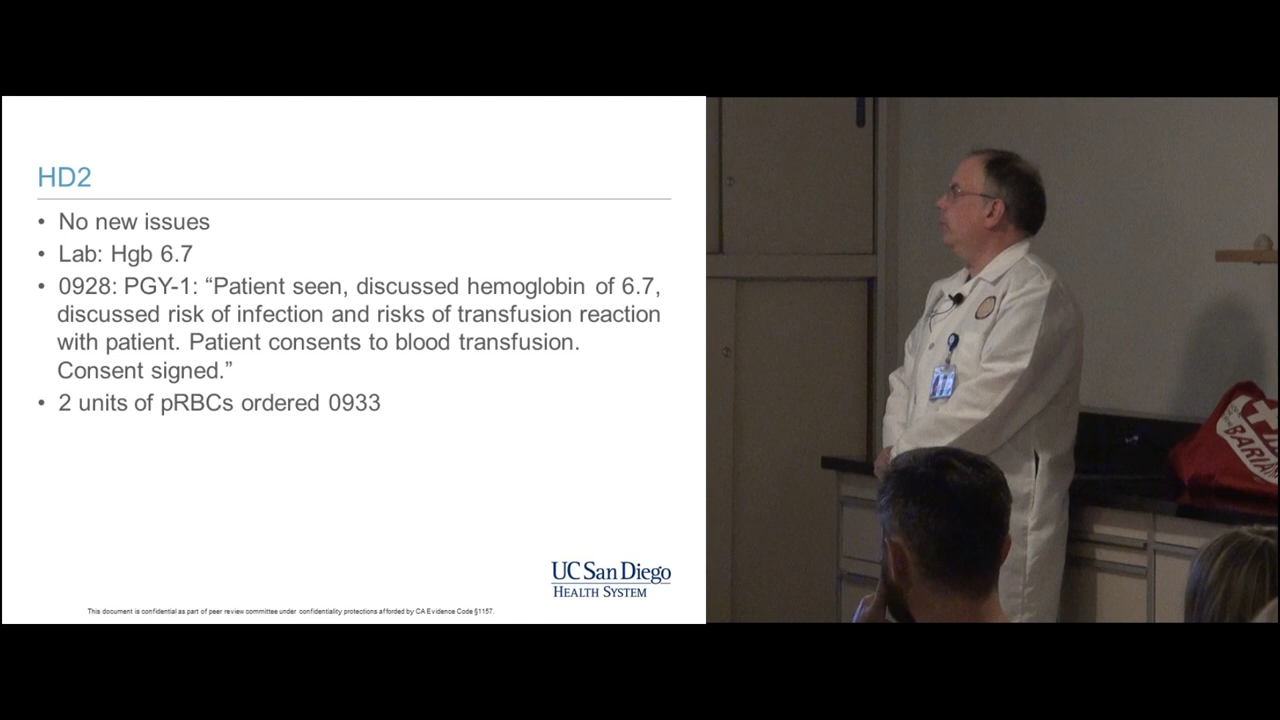 HD2
• No new issues
• Lab: Hgb 6.7
• 0928: PGY-1: “Patient seen, discussed hemoglobin of 6.7,
discussed risk of infection and risks of transfusion reaction
with patient. Patient consents to blood transfusion.
Consent signed.”
• 2 units of pRBCs ordered 0933
UC San Diego
HEALTH SYSTEM
This document is confidential as part of peer review committee under confidentiality protections afforded by CA Evidence Code §1157.